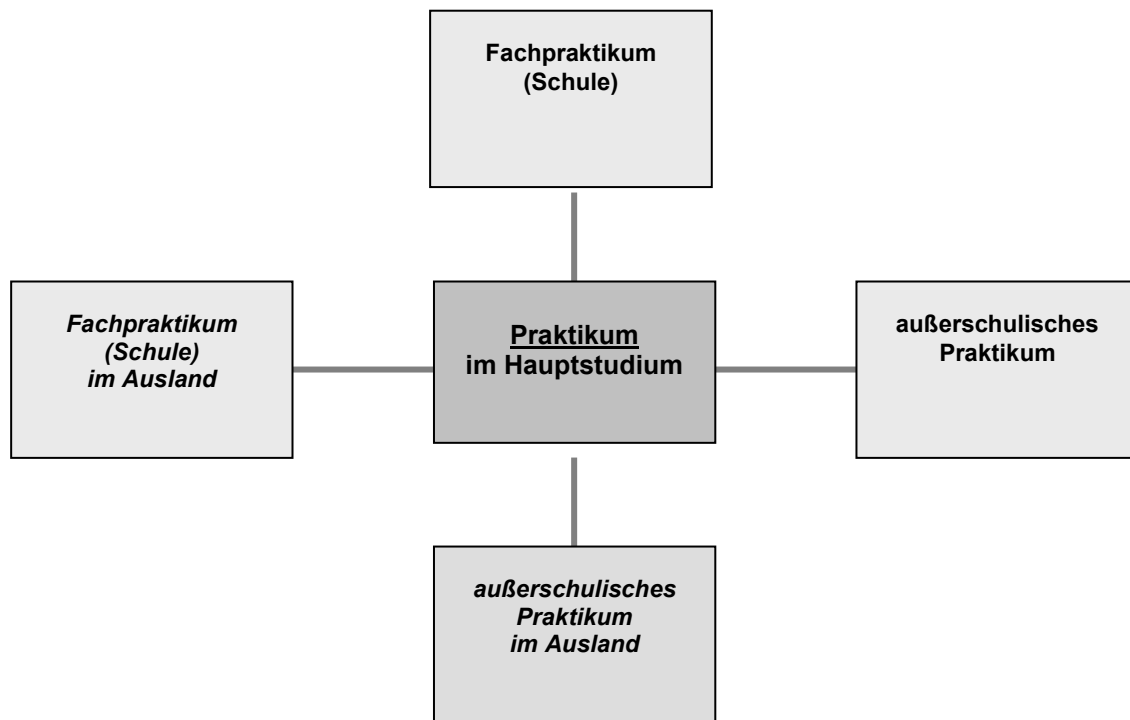 Fachpraktikum
(Schule)
Fachpraktikum
(Schule)
im Ausland
Praktikum
im Hauptstudium
außerschulisches
Praktikum
außerschulisches
Praktikum
im Ausland